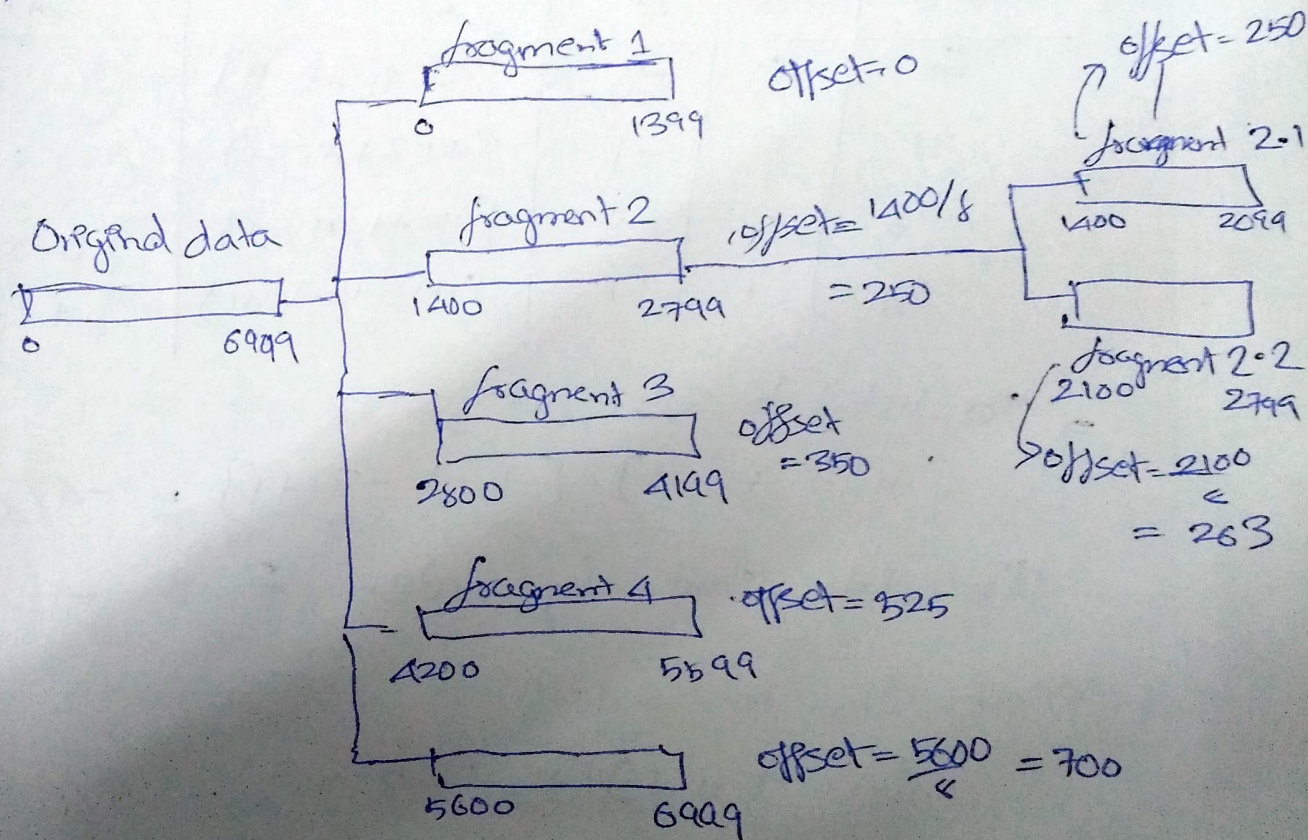 fragment 1
offset=0
0
1399
offset=250
fragment 2.1
1400
2099
Original data
0
6999
fragment 2
offset=1400/8
=250
1400
2799
fragment 2.2
2100
2799
offset=2100
8
= 263
fragment 3
offset
=350
2800
4199
fragment 4
offset=525
4200
5599
offset=5600 =700
8
5600
6999